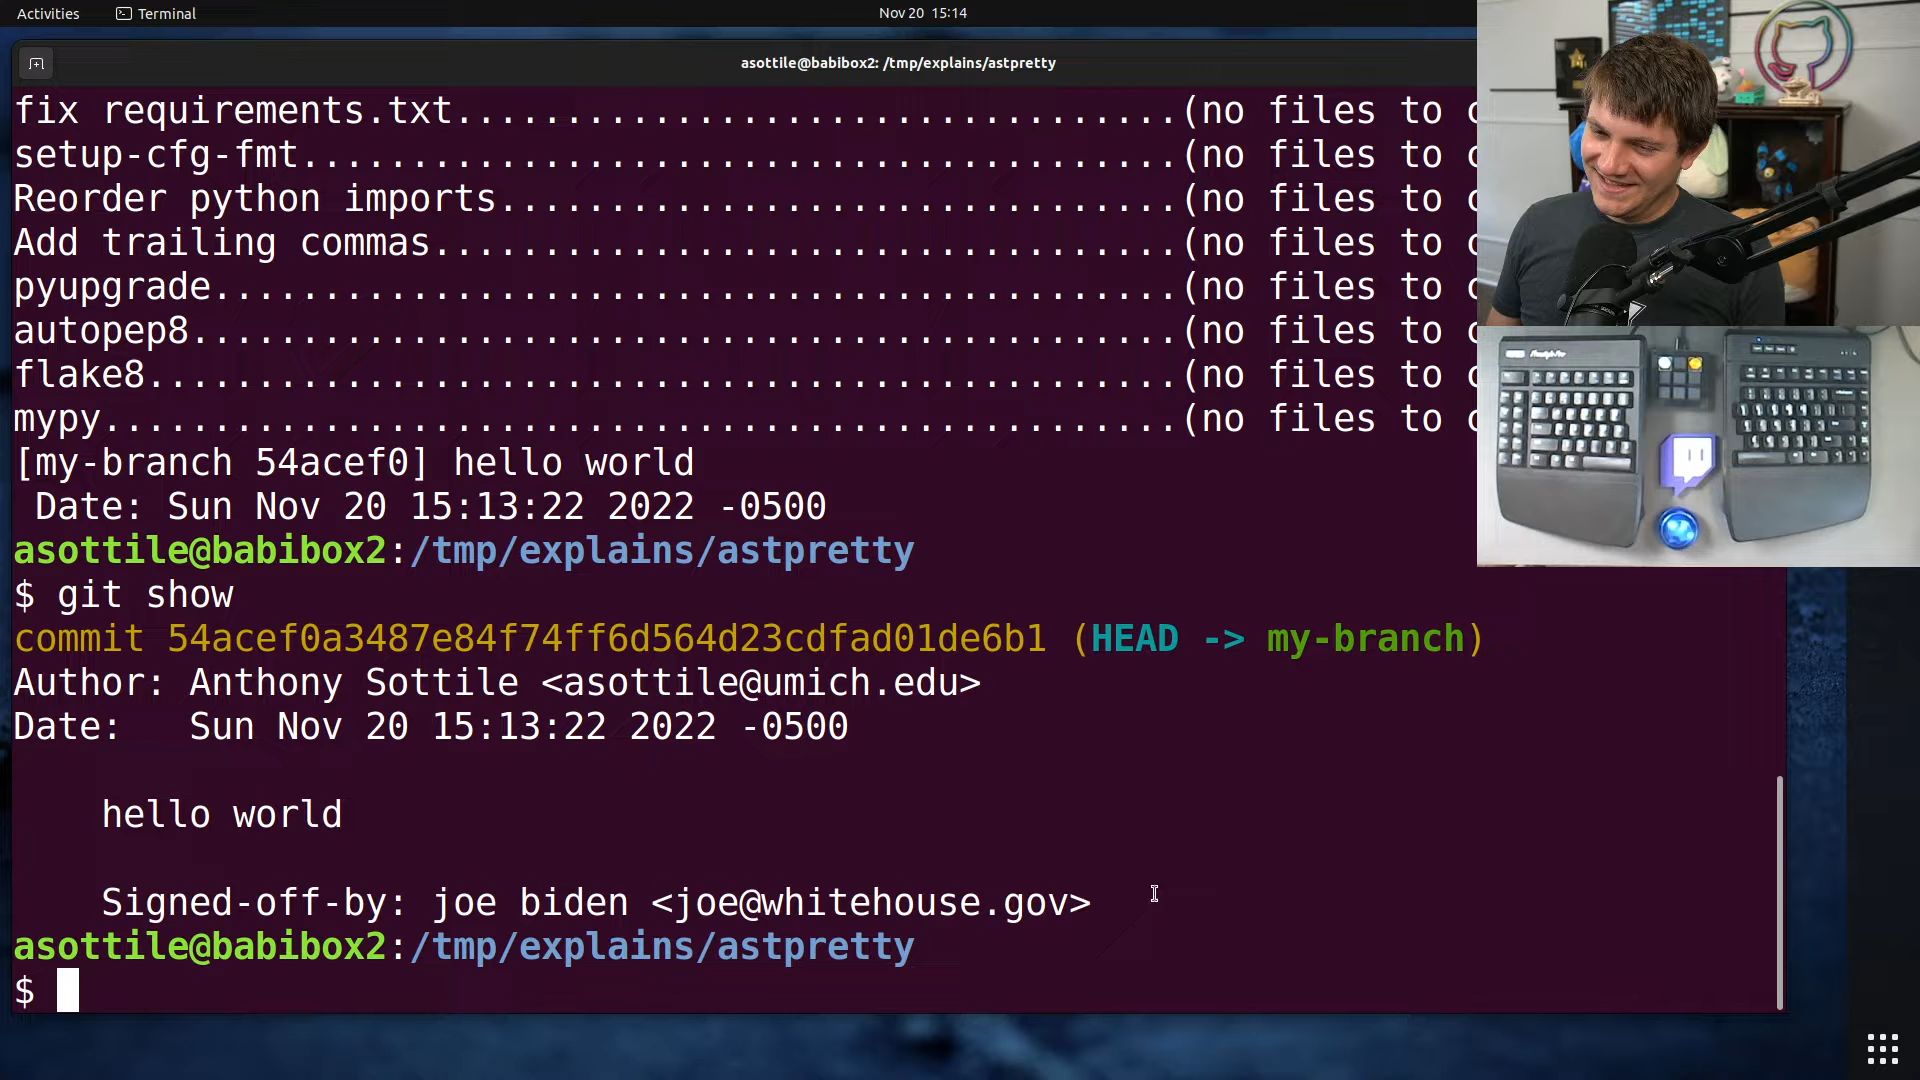 Activities
Terminal
Nov 20 15:14
asottile@babibox2: /tmp/explains/astpretty
fix requirements.txt.................................(no files to c
setup-cfg-fmt........................................(no files to c
Reorder python imports...............................(no files to c
Add trailing commas..................................(no files to c
pyupgrade............................................(no files to c
autopep8.............................................(no files to c
flake8...............................................(no files to c
mypy.................................................(no files to c
[my-branch 54acef0] hello world
Date: Sun Nov 20 15:13:22 2022 -0500
asottile@babibox2:/tmp/explains/astpretty
$ git show
commit 54acef0a3487e84f74ff6d564d23cdfad01de6b1 (HEAD -> my-branch)
Author: Anthony Sottile <asottile@umich.edu>
Date:   Sun Nov 20 15:13:22 2022 -0500
hello world
Signed-off-by: joe biden <joe@whitehouse.gov>
asottile@babibox2:/tmp/explains/astpretty
$